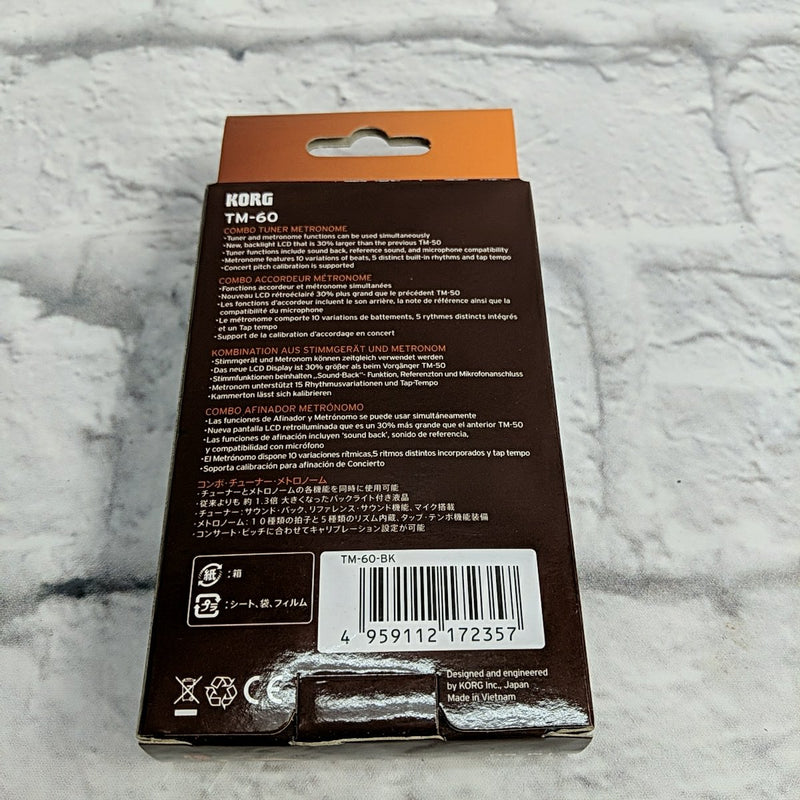 KORG
TM-60
COMBO TUNER METRONOME
・Tuner and metronome functions can be used simultaneously
・New, backlight LCD that is 30% larger than the previous TM-50
・Tuner functions include sound back, reference sound, and microphone compatibility
・Metronome features 10 variations of beats, 5 distinct built-in rhythms and tap tempo
・Concert pitch calibration is supported
COMBO ACCORDEUR MÉTRONOME
・Fonctions accordeur et métronome simultanées
・Nouveau LCD rétroéclairé 30% plus grand que le précédent TM-50
・Les fonctions d'accordeur incluent le son arrière, la note de référence ainsi que la
compatibilité du microphone
・Le métronome comporte 10 variations de battements, 5 rythmes distincts intégrés
et un Tap tempo
・Support de la calibration d'accordage en concert
KOMBINATION AUS STIMMGERÄT UND METRONOM
・Stimmgerät und Metronom können zeitgleich verwendet werden
・Das neue LCD Display ist 30% größer als beim Vorgänger TM-50
・Stimmfunktionen beinhalten „Sound-Back“- Funktion, Referenzton und Mikrofonanschluss
・Metronom unterstützt 15 Rhythmusvariationen und Tap-Tempo
・Kammerton lässt sich kalibrieren
COMBO AFINADOR METRÓNOMO
・Las funciones de Afinador y Metrónomo se puede usar simultáneamente
・Nueva pantalla LCD retroiluminada que es un 30% más grande que el anterior TM-50
・Las funciones de afinación incluyen 'sound back', sonido de referencia,
y compatibilidad con micrófono
・El Metrónomo dispone 10 variaciones rítmicas,5 ritmos distintos incorporados y tap tempo
・Soporta calibración para afinación de Concierto
コンボ・チューナー・メトロノーム
・チューナーとメトロノームの各機能を同時に使用可能
・従来よりも 約 1.3倍 大きくなったバックライト付き液晶
・チューナー：サウンド・バック、リファレンス・サウンド機能、マイク搭載
・メトロノーム：１０種類の拍子と５種類のリズム内蔵、タップ・テンポ機能装備
・コンサート・ピッチに合わせてキャリブレーション設定が可能
紙：箱
プラ：シート、袋、フィルム
TM-60-BK
4 959112 172357
CE
Designed and engineered
by KORG Inc., Japan
Made in Vietnam